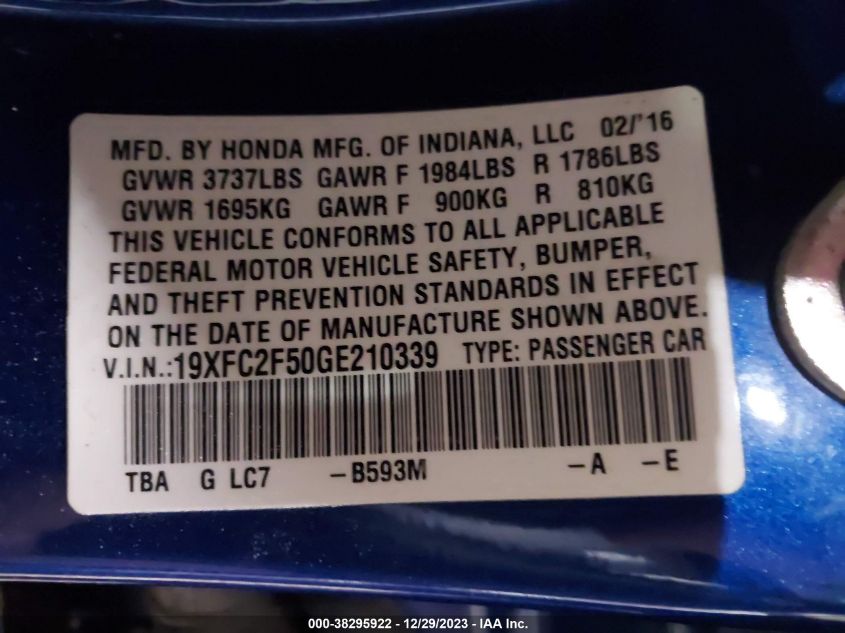 MFD. BY HONDA MFG. OF INDIANA, LLC 02/'16
GVWR 3737LBS GAWR F 1984LBS R 1786LBS
GVWR 1695KG GAWR F 900KG R 810KG
THIS VEHICLE CONFORMS TO ALL APPLICABLE
FEDERAL MOTOR VEHICLE SAFETY, BUMPER,
AND THEFT PREVENTION STANDARDS IN EFFECT
ON THE DATE OF MANUFACTURE SHOWN ABOVE.
V.I.N.:19XFC2F50GE210339 TYPE: PASSENGER CAR
TBA G LC7 -B593M -A -E
000-38295922 - 12/29/2023 - IAA Inc.